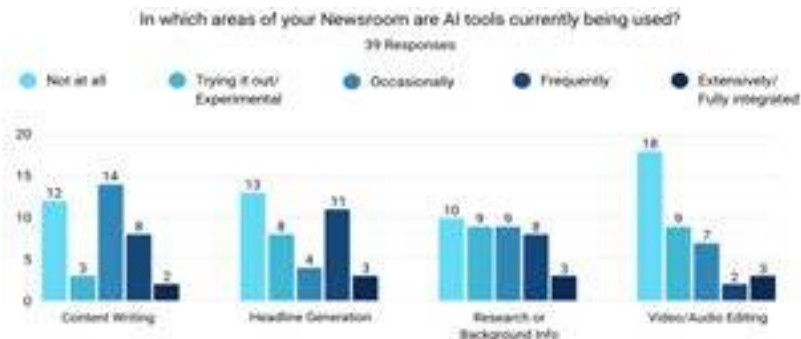 In which areas of your Newsroom are AI tools currently being used?
39 Responses
Not at all
Trying it out/
Experimental
Occasionally
Frequently
Extensively/
Fully integrated
20
15
10
5
0
12
3
14
8
2
Content Writing
13
8
4
11
3
Headline Generation
10
9
9
8
3
Research or
Background Info
18
9
7
2
3
Video/Audio Editing